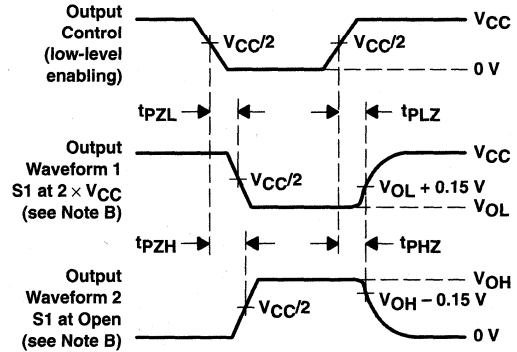 Output
Control
(low-level
enabling)
VCC/2
VCC/2
VCC
0 V
tPZL
tPLZ
Output
Waveform 1
S1 at 2 × VCC
(see Note B)
VCC/2
VCC
VOL + 0.15 V
VOL
tPZH
tPHZ
Output
Waveform 2
S1 at Open
(see Note B)
VCC/2
VOH
VOH − 0.15 V
0 V